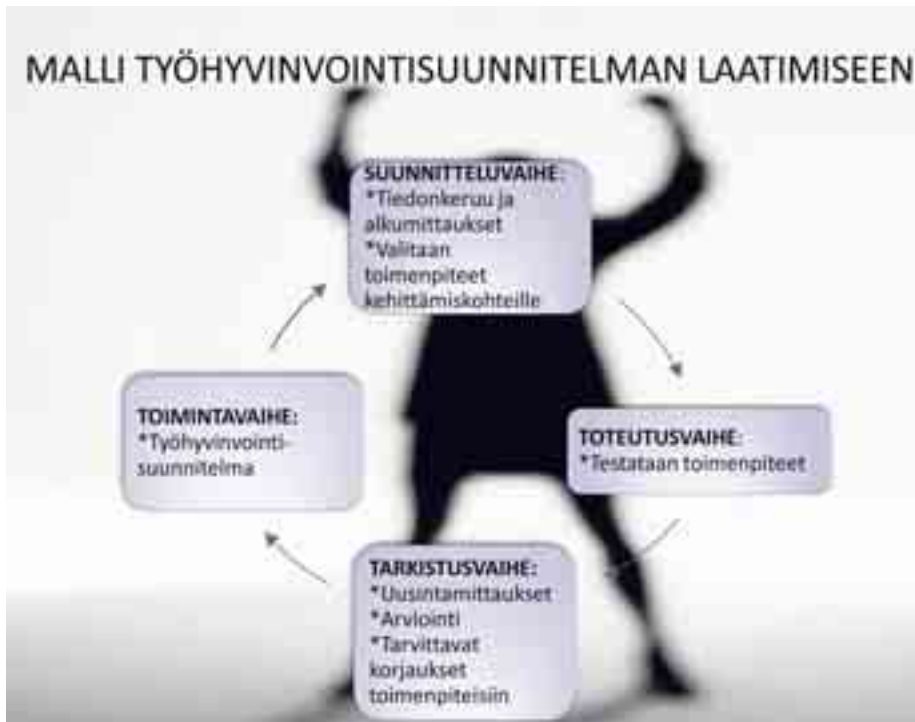 MALLI TYÖHYVINVOINTISUUNNITELMAN LAATIMISEEN
SUUNNITTELUVAIHE:
*Tiedonkeruu ja
alkumittaukset
*Valitaan
toimenpiteet
kehittämiskohteille
TOIMINTAVAIHE:
*Työhyvinvointi-
suunnitelma
TOTEUTUSVAIHE:
*Testataan toimenpiteet
TARKISTUSVAIHE:
*Uusintamittaukset
*Arviointi
*Tarvittavat
korjaukset
toimenpiteisiin